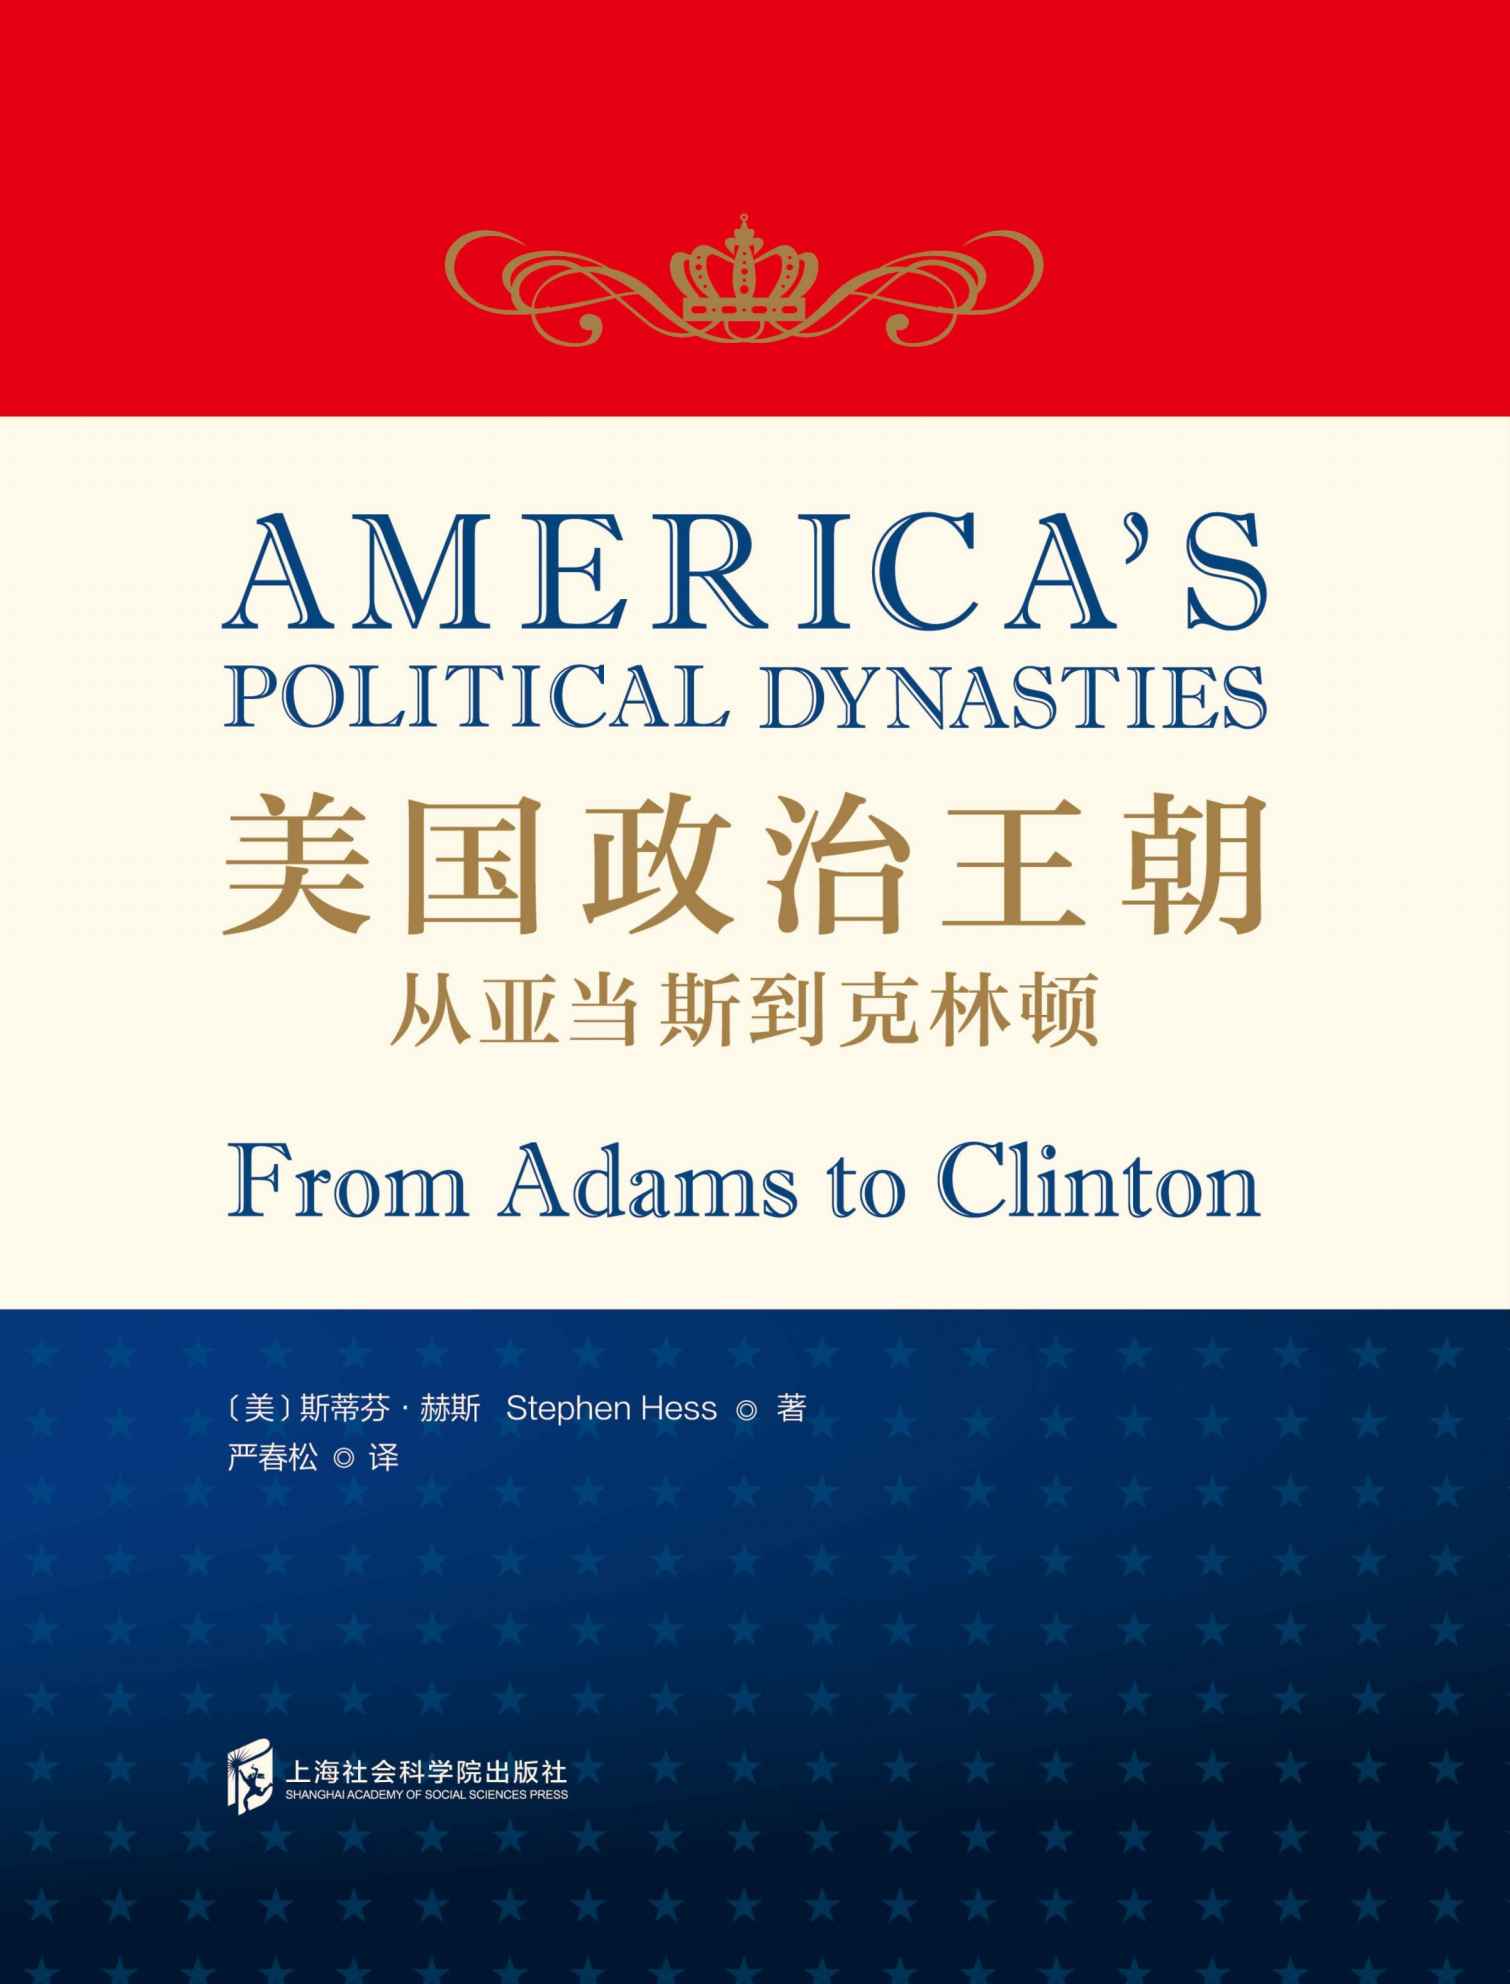 AMERICA’S
POLITICAL DYNASTIES
美国政治王朝
从亚当斯到克林顿
From Adams to Clinton
〔美〕斯蒂芬·赫斯 Stephen Hess ◎ 著
严春松 ◎ 译
上海社会科学院出版社
SHANGHAI ACADEMY OF SOCIAL SCIENCES PRESS